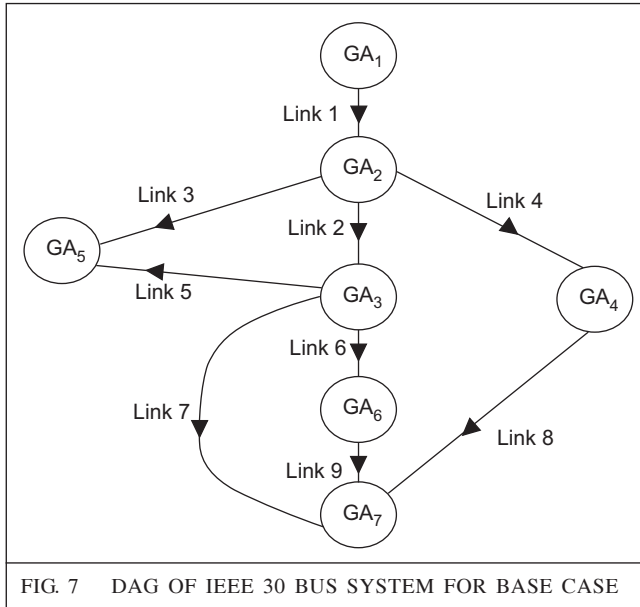 GA1
Link 1
GA2
Link 3
Link 4
Link 2
GA5
Link 5
GA3
GA4
Link 6
Link 7
GA6
Link 8
Link 9
GA7
FIG. 7 DAG OF IEEE 30 BUS SYSTEM FOR BASE CASE